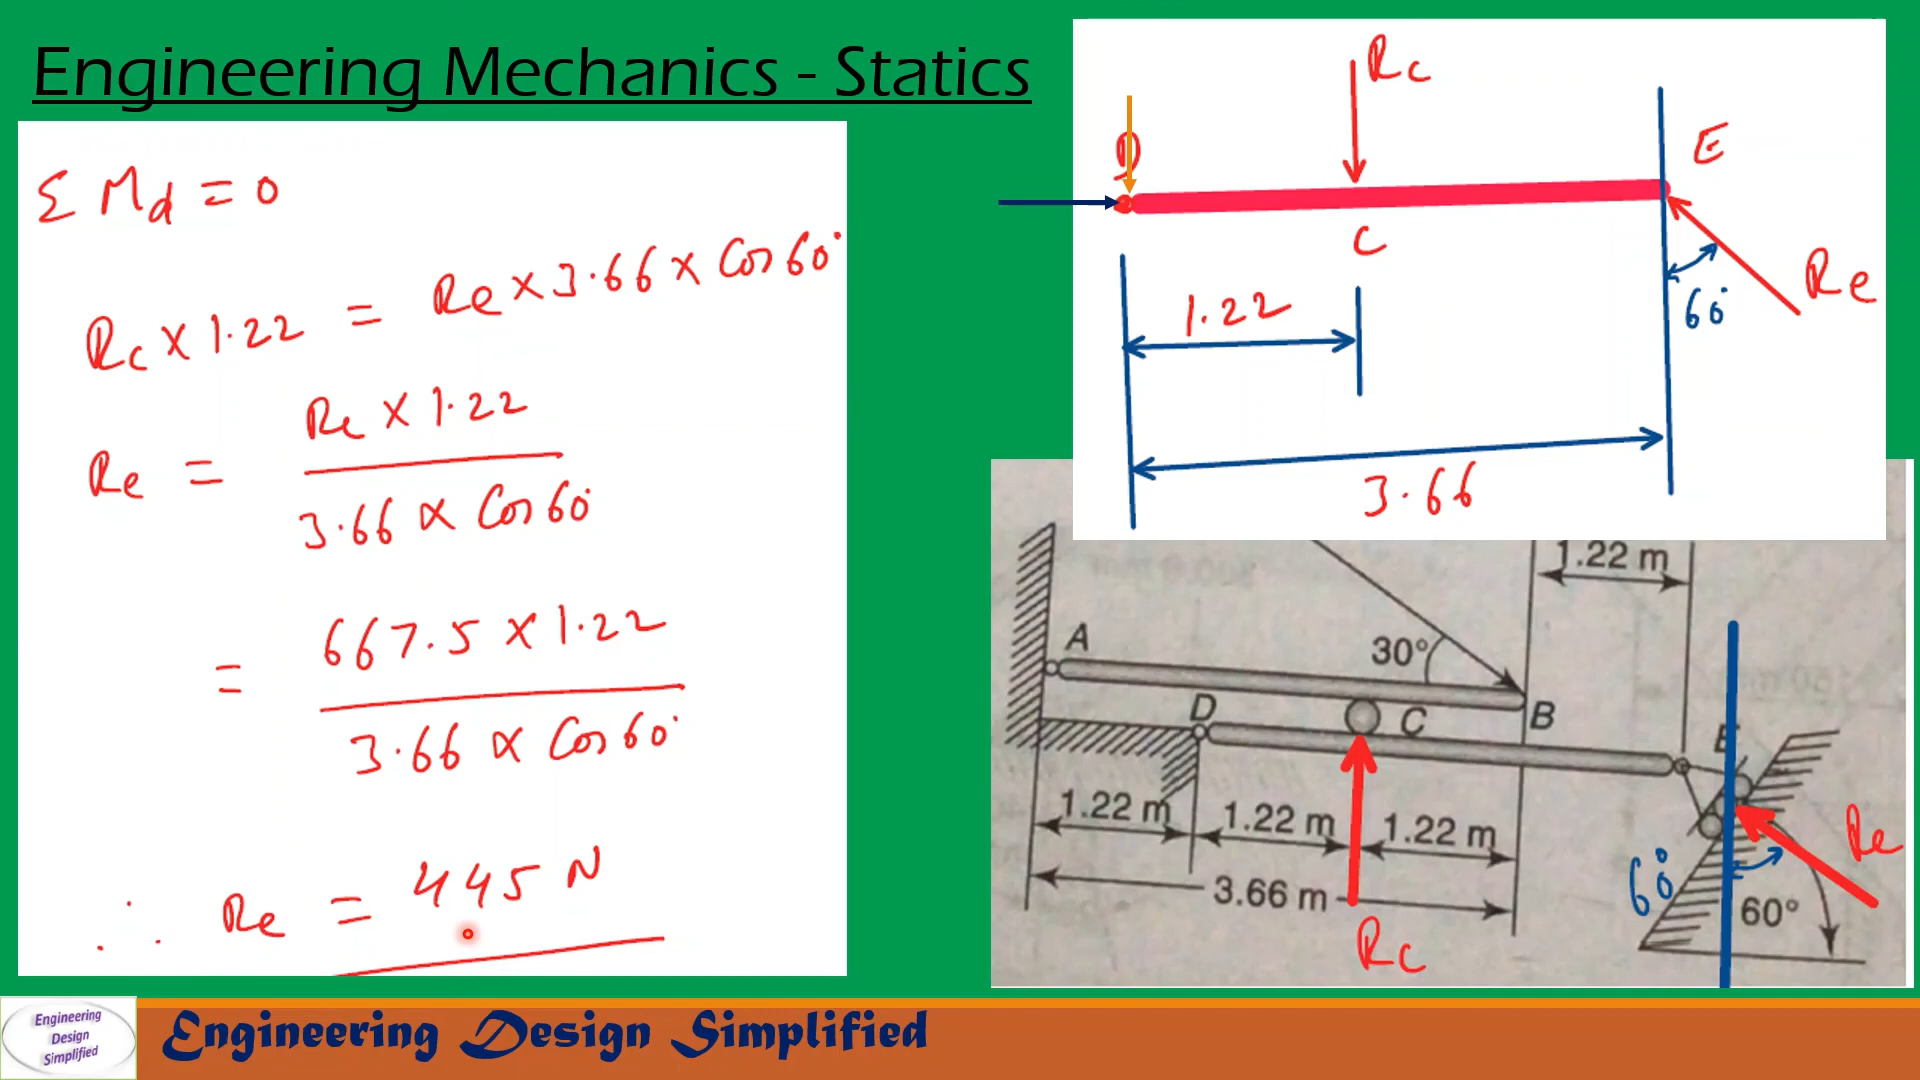 Engineering Mechanics - Statics
Σ Md = 0
Rc × 1.22 = Re × 3.66 × Cos 60°
Re = Rc × 1.22
3.66 × Cos 60°
= 667.5 × 1.22
3.66 × Cos 60°
∴ Re = 445 N
Rc
D
E
C
Re
60°
1.22
3.66
1.22 m
A
30°
D
C
B
E
1.22 m
1.22 m
1.22 m
Re
60°
3.66 m
60°
Rc
Engineering
Design
Simplified
Engineering Design Simplified